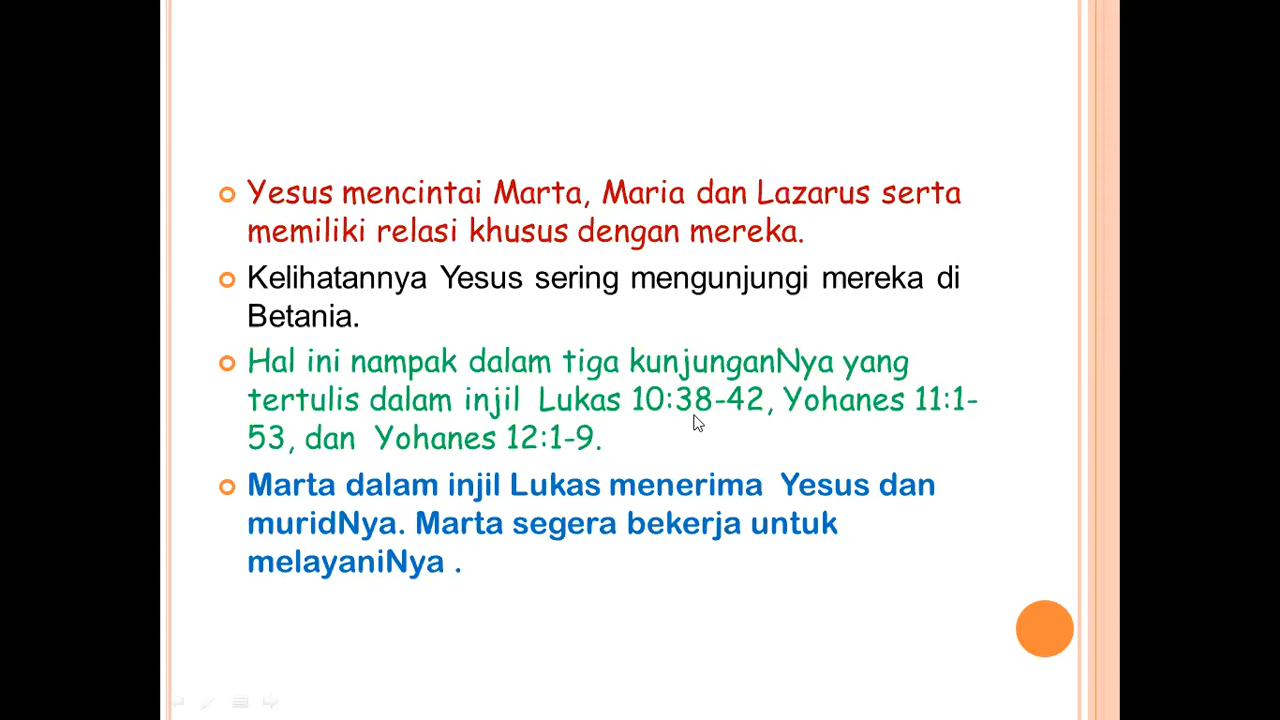 Yesus mencintai Marta, Maria dan Lazarus serta
memiliki relasi khusus dengan mereka.
Kelihatannya Yesus sering mengunjungi mereka di
Betania.
Hal ini nampak dalam tiga kunjunganNya yang
tertulis dalam injil Lukas 10:38-42, Yohanes 11:1-
53, dan Yohanes 12:1-9.
Marta dalam injil Lukas menerima Yesus dan
muridNya. Marta segera bekerja untuk
melayaniNya .